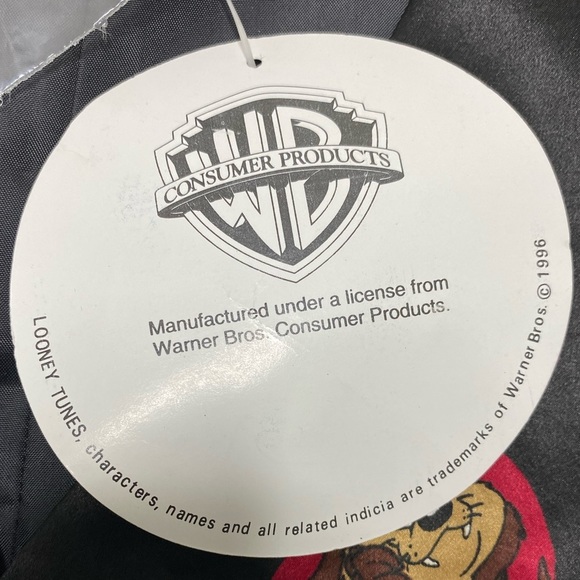 WB
CONSUMER PRODUCTS
Manufactured under a license from
Warner Bros. Consumer Products.
LOONEY TUNES, characters, names and all related indicia are trademarks of Warner Bros. © 1996